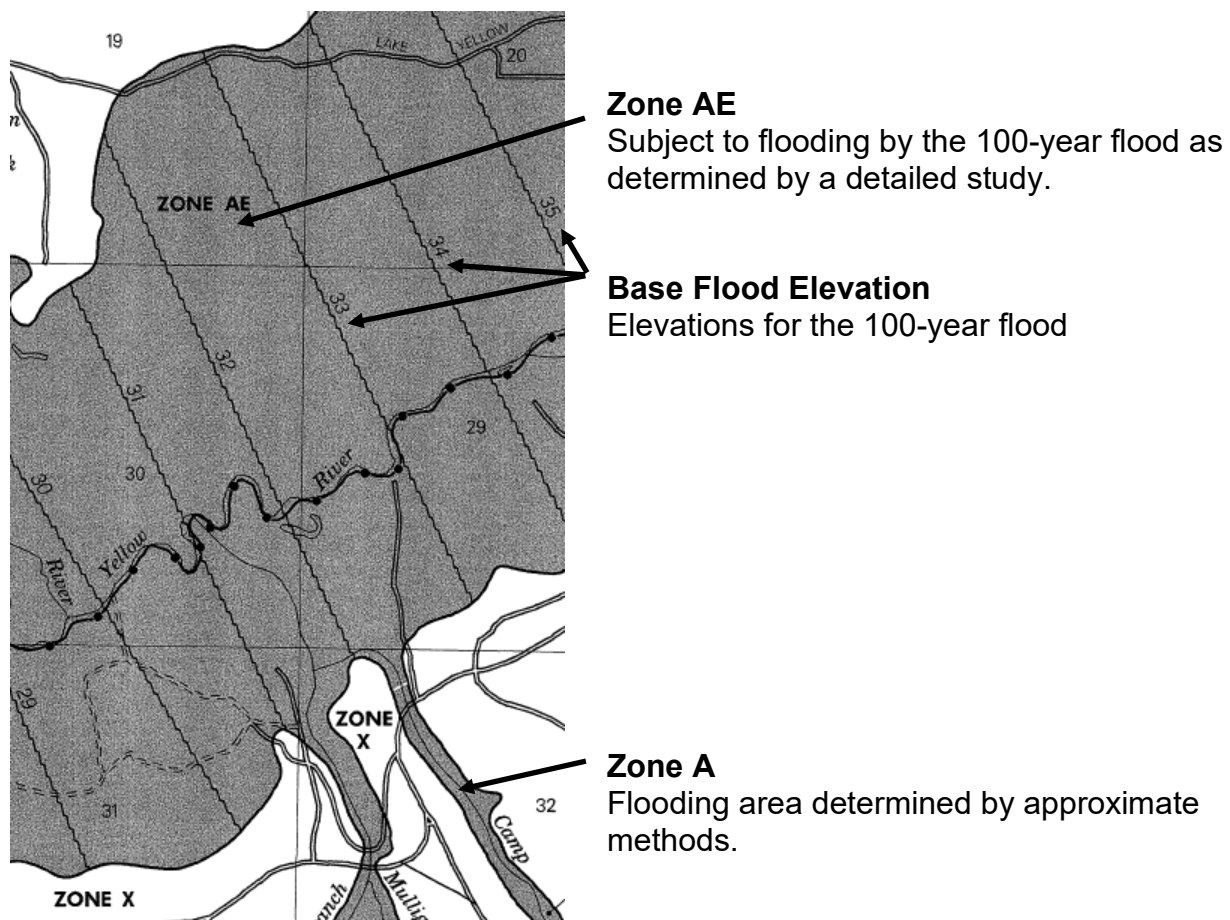 19
LAKE YELLOW
20
n
k
ZONE AE
35
34
33
32
31
30
30
29
River
Yellow
River
29
31
ZONE
X
32
Camp
ZONE X
anch
Mullig
Zone AE
Subject to flooding by the 100-year flood as
determined by a detailed study.
Base Flood Elevation
Elevations for the 100-year flood
Zone A
Flooding area determined by approximate
methods.